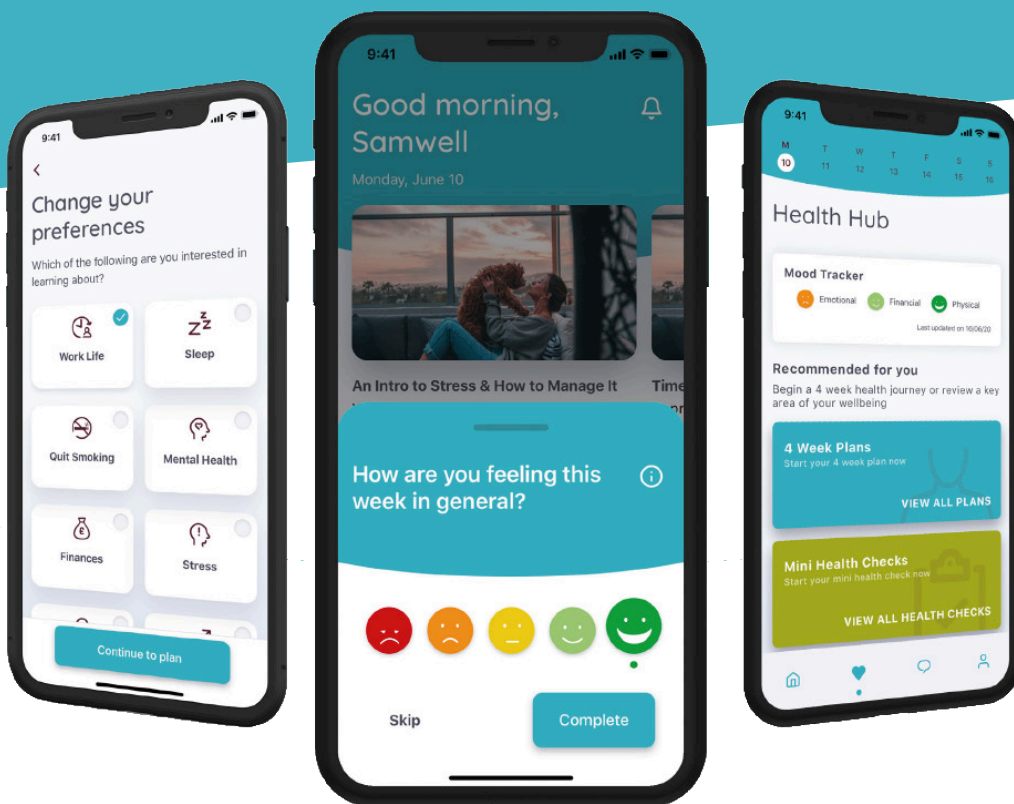 9:41
Change your
preferences
Which of the following are you interested in
learning about?
Work Life
Sleep
Quit Smoking
Mental Health
Finances
Stress
Continue to plan
9:41
Good morning,
Samwell
Monday, June 10
An Intro to Stress & How to Manage It
Time
How are you feeling this
week in general?
Skip
Complete
9:41
M T W T F S S
10 11 12 13 14 15 16
Health Hub
Mood Tracker
Emotional Financial Physical
Last updated on 10/06/20
Recommended for you
Begin a 4 week health journey or review a key
area of your wellbeing
4 Week Plans
Start your 4 week plan now
VIEW ALL PLANS
Mini Health Checks
Start your mini health check now
VIEW ALL HEALTH CHECKS